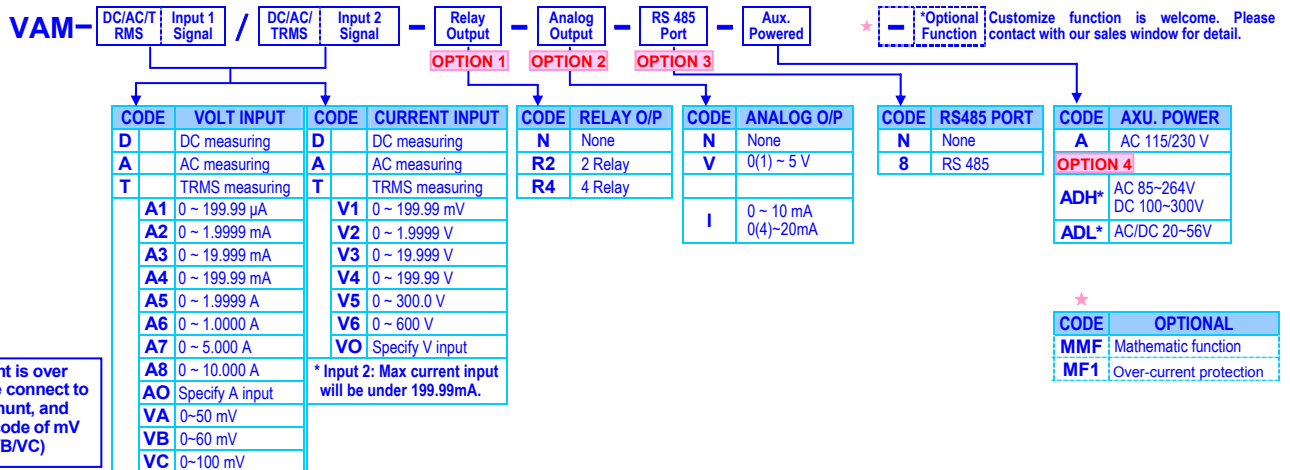 VAM– DC/AC/T RMS Input 1 Signal / DC/AC/ TRMS Input 2 Signal – Relay Output – Analog Output – RS 485 Port – Aux. Powered ★ – *Optional Function Customize function is welcome. Please contact with our sales window for detail.
OPTION 1 OPTION 2 OPTION 3
CODE VOLT INPUT
D DC measuring
A AC measuring
T TRMS measuring
A1 0 ~ 199.99 µA
A2 0 ~ 1.9999 mA
A3 0 ~ 19.999 mA
A4 0 ~ 199.99 mA
A5 0 ~ 1.9999 A
A6 0 ~ 1.0000 A
A7 0 ~ 5.000 A
A8 0 ~ 10.000 A
AO Specify A input
VA 0~50 mV
VB 0~60 mV
VC 0~100 mV
CODE CURRENT INPUT
D DC measuring
A AC measuring
T TRMS measuring
V1 0 ~ 199.99 mV
V2 0 ~ 1.9999 V
V3 0 ~ 19.999 V
V4 0 ~ 199.99 V
V5 0 ~ 300.0 V
V6 0 ~ 600 V
VO Specify V input
* Input 2: Max current input
will be under 199.99mA.
CODE RELAY O/P
N None
R2 2 Relay
R4 4 Relay
CODE ANALOG O/P
N None
V 0(1) ~ 5 V
I 0 ~ 10 mA
0(4)~20mA
CODE RS485 PORT
N None
8 RS 485
CODE AXU. POWER
A AC 115/230 V
OPTION 4
ADH* AC 85~264V
DC 100~300V
ADL* AC/DC 20~56V
★
CODE OPTIONAL
MMF Mathematic function
MF1 Over-current protection
nt is over
connect to
unt, and
ode of mV
B/VC)